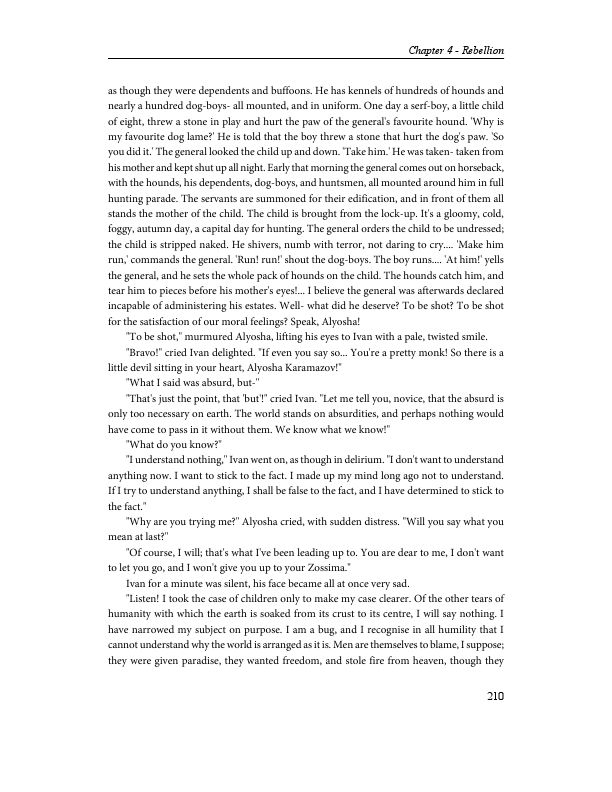 Chapter 4 - Rebellion
as though they were dependents and buffoons. He has kennels of hundreds of hounds and
nearly a hundred dog-boys- all mounted, and in uniform. One day a serf-boy, a little child
of eight, threw a stone in play and hurt the paw of the general's favourite hound. 'Why is
my favourite dog lame?' He is told that the boy threw a stone that hurt the dog's paw. 'So
you did it.' The general looked the child up and down. 'Take him.' He was taken- taken from
his mother and kept shut up all night. Early that morning the general comes out on horseback,
with the hounds, his dependents, dog-boys, and huntsmen, all mounted around him in full
hunting parade. The servants are summoned for their edification, and in front of them all
stands the mother of the child. The child is brought from the lock-up. It's a gloomy, cold,
foggy, autumn day, a capital day for hunting. The general orders the child to be undressed;
the child is stripped naked. He shivers, numb with terror, not daring to cry.... 'Make him
run,' commands the general. 'Run! run!' shout the dog-boys. The boy runs.... 'At him!' yells
the general, and he sets the whole pack of hounds on the child. The hounds catch him, and
tear him to pieces before his mother's eyes!... I believe the general was afterwards declared
incapable of administering his estates. Well- what did he deserve? To be shot? To be shot
for the satisfaction of our moral feelings? Speak, Alyosha!
"To be shot," murmured Alyosha, lifting his eyes to Ivan with a pale, twisted smile.
"Bravo!" cried Ivan delighted. "If even you say so... You're a pretty monk! So there is a
little devil sitting in your heart, Alyosha Karamazov!"
"What I said was absurd, but-"
"That's just the point, that 'but'!" cried Ivan. "Let me tell you, novice, that the absurd is
only too necessary on earth. The world stands on absurdities, and perhaps nothing would
have come to pass in it without them. We know what we know!"
"What do you know?"
"I understand nothing," Ivan went on, as though in delirium. "I don't want to understand
anything now. I want to stick to the fact. I made up my mind long ago not to understand.
If I try to understand anything, I shall be false to the fact, and I have determined to stick to
the fact."
"Why are you trying me?" Alyosha cried, with sudden distress. "Will you say what you
mean at last?"
"Of course, I will; that's what I've been leading up to. You are dear to me, I don't want
to let you go, and I won't give you up to your Zossima."
Ivan for a minute was silent, his face became all at once very sad.
"Listen! I took the case of children only to make my case clearer. Of the other tears of
humanity with which the earth is soaked from its crust to its centre, I will say nothing. I
have narrowed my subject on purpose. I am a bug, and I recognise in all humility that I
cannot understand why the world is arranged as it is. Men are themselves to blame, I suppose;
they were given paradise, they wanted freedom, and stole fire from heaven, though they
210